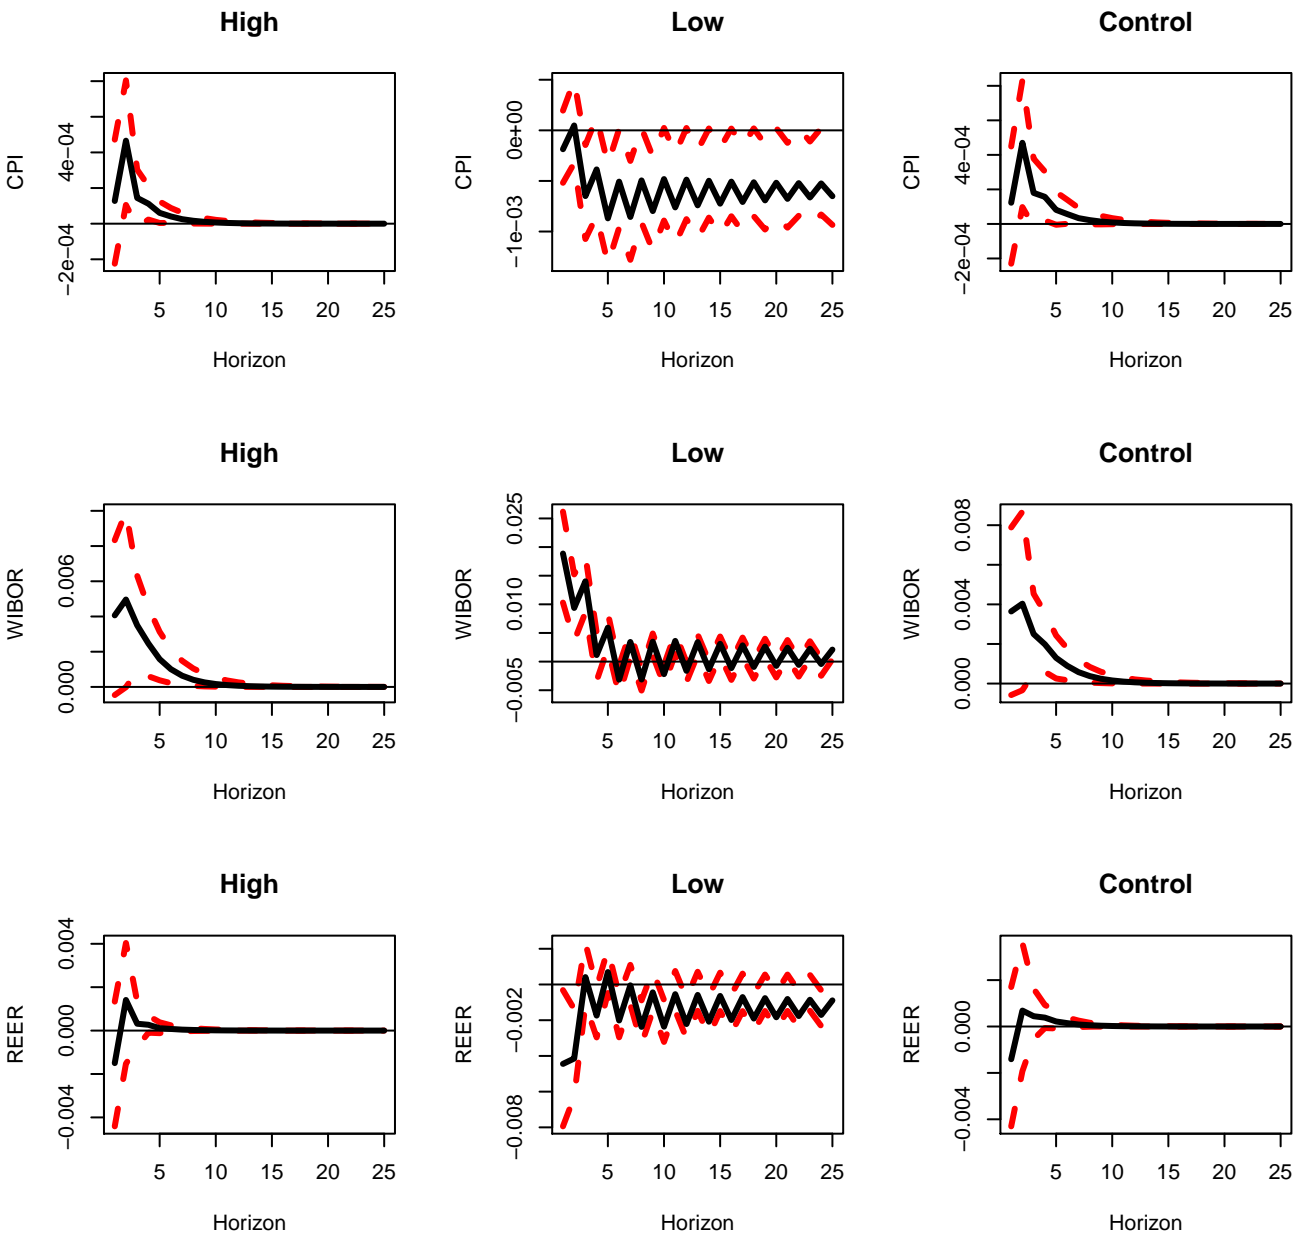 High Low Control
CPI
−2e−04 4e−04
5 10 15 20 25
Horizon
CPI
−1e−03 0e+00
5 10 15 20 25
Horizon
CPI
−2e−04 4e−04
5 10 15 20 25
Horizon
High Low Control
WIBOR
0.000 0.006
5 10 15 20 25
Horizon
WIBOR
−0.005 0.010 0.025
5 10 15 20 25
Horizon
WIBOR
0.000 0.004 0.008
5 10 15 20 25
Horizon
High Low Control
REER
−0.004 0.000 0.004
5 10 15 20 25
Horizon
REER
−0.008 −0.002
5 10 15 20 25
Horizon
REER
−0.004 0.000
5 10 15 20 25
Horizon